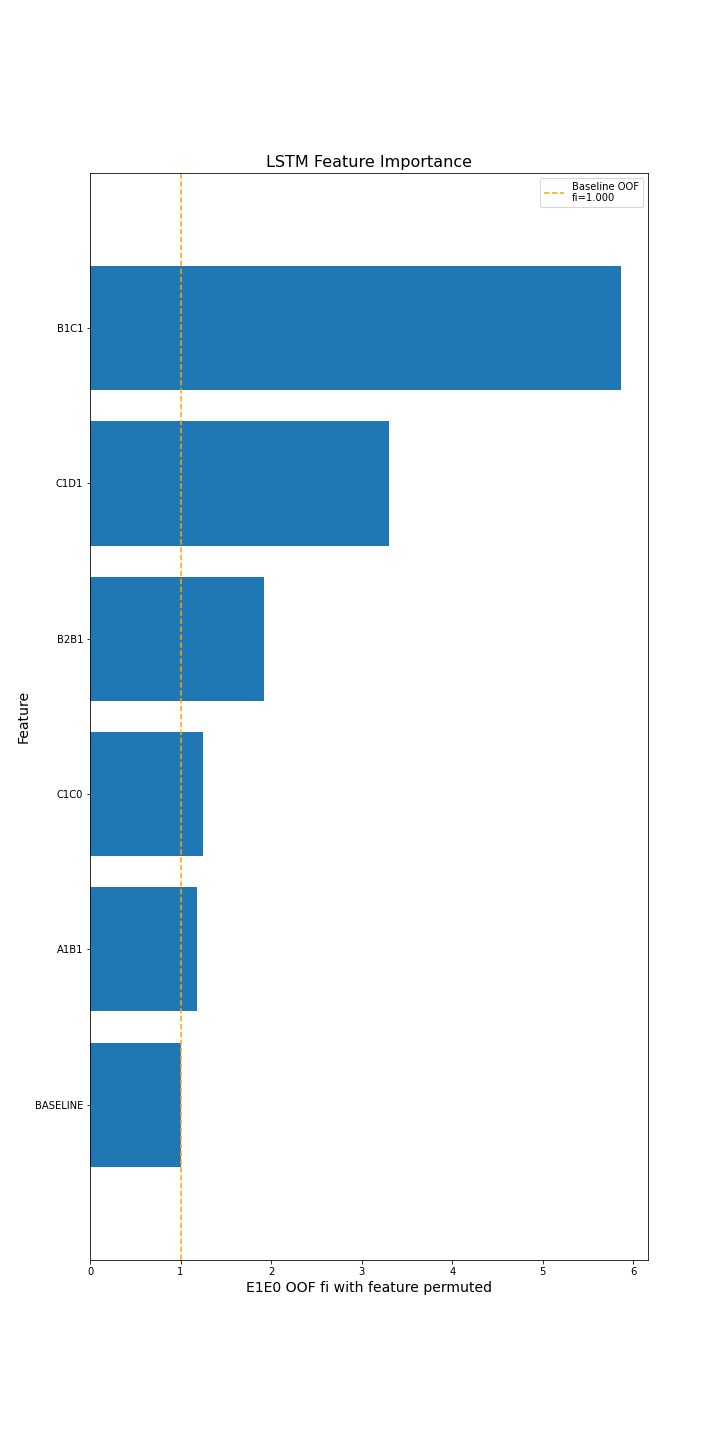 LSTM Feature Importance
Baseline OOF
fi=1.000
B1C1
C1D1
B2B1
C1C0
A1B1
BASELINE
Feature
0 1 2 3 4 5 6
E1E0 OOF fi with feature permuted